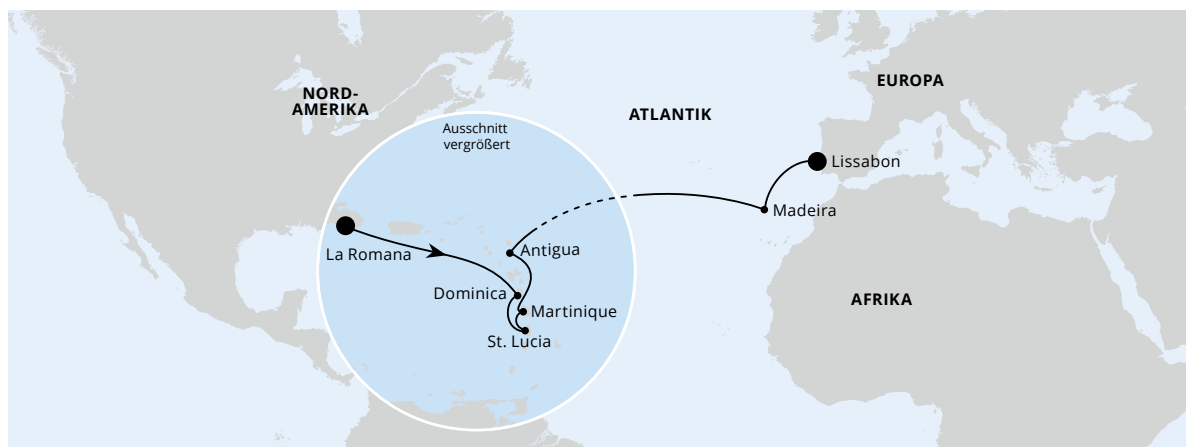 NORD-
AMERIKA
EUROPA
ATLANTIK
Ausschnitt
vergrößert
Lissabon
Madeira
La Romana
Antigua
Dominica
Martinique
St. Lucia
AFRIKA